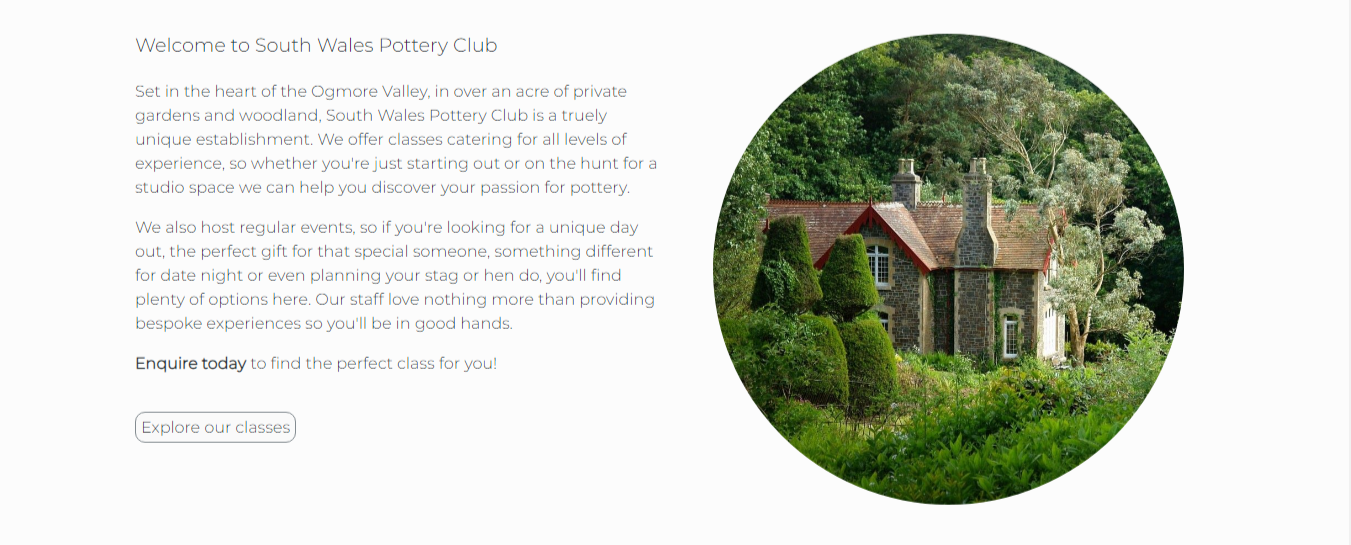 Welcome to South Wales Pottery Club
Set in the heart of the Ogmore Valley, in over an acre of private
gardens and woodland, South Wales Pottery Club is a truely
unique establishment. We offer classes catering for all levels of
experience, so whether you're just starting out or on the hunt for a
studio space we can help you discover your passion for pottery.
We also host regular events, so if you're looking for a unique day
out, the perfect gift for that special someone, something different
for date night or even planning your stag or hen do, you'll find
plenty of options here. Our staff love nothing more than providing
bespoke experiences so you'll be in good hands.
Enquire today to find the perfect class for you!
Explore our classes